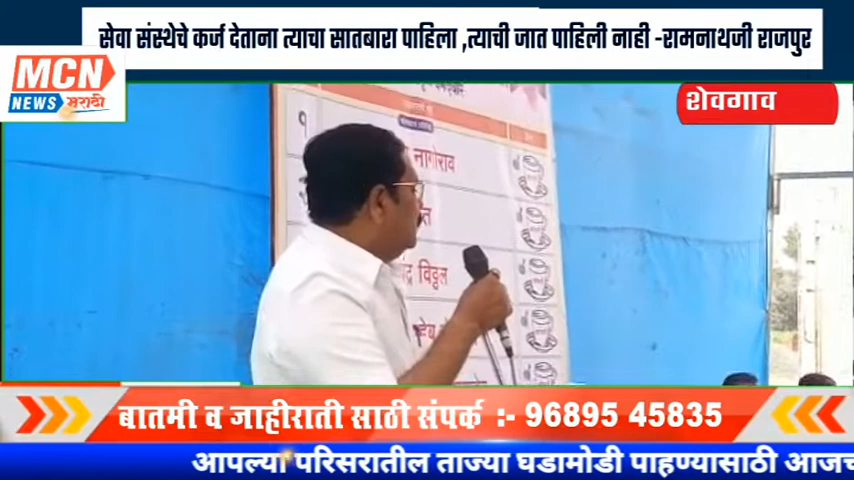 सेवा संस्थेचे कर्ज देताना त्याचा सातबारा पाहिला ,त्याची जात पाहिली नाही -रामनाथजी राजपुर
MCN
NEWS मराठी
शेवगाव
१
नागोराव
विठ्ठल
बातमी व जाहीराती साठी संपर्क :- 96895 45835
आपल्या परिसरातील ताज्या घडामोडी पाहण्यासाठी आजच